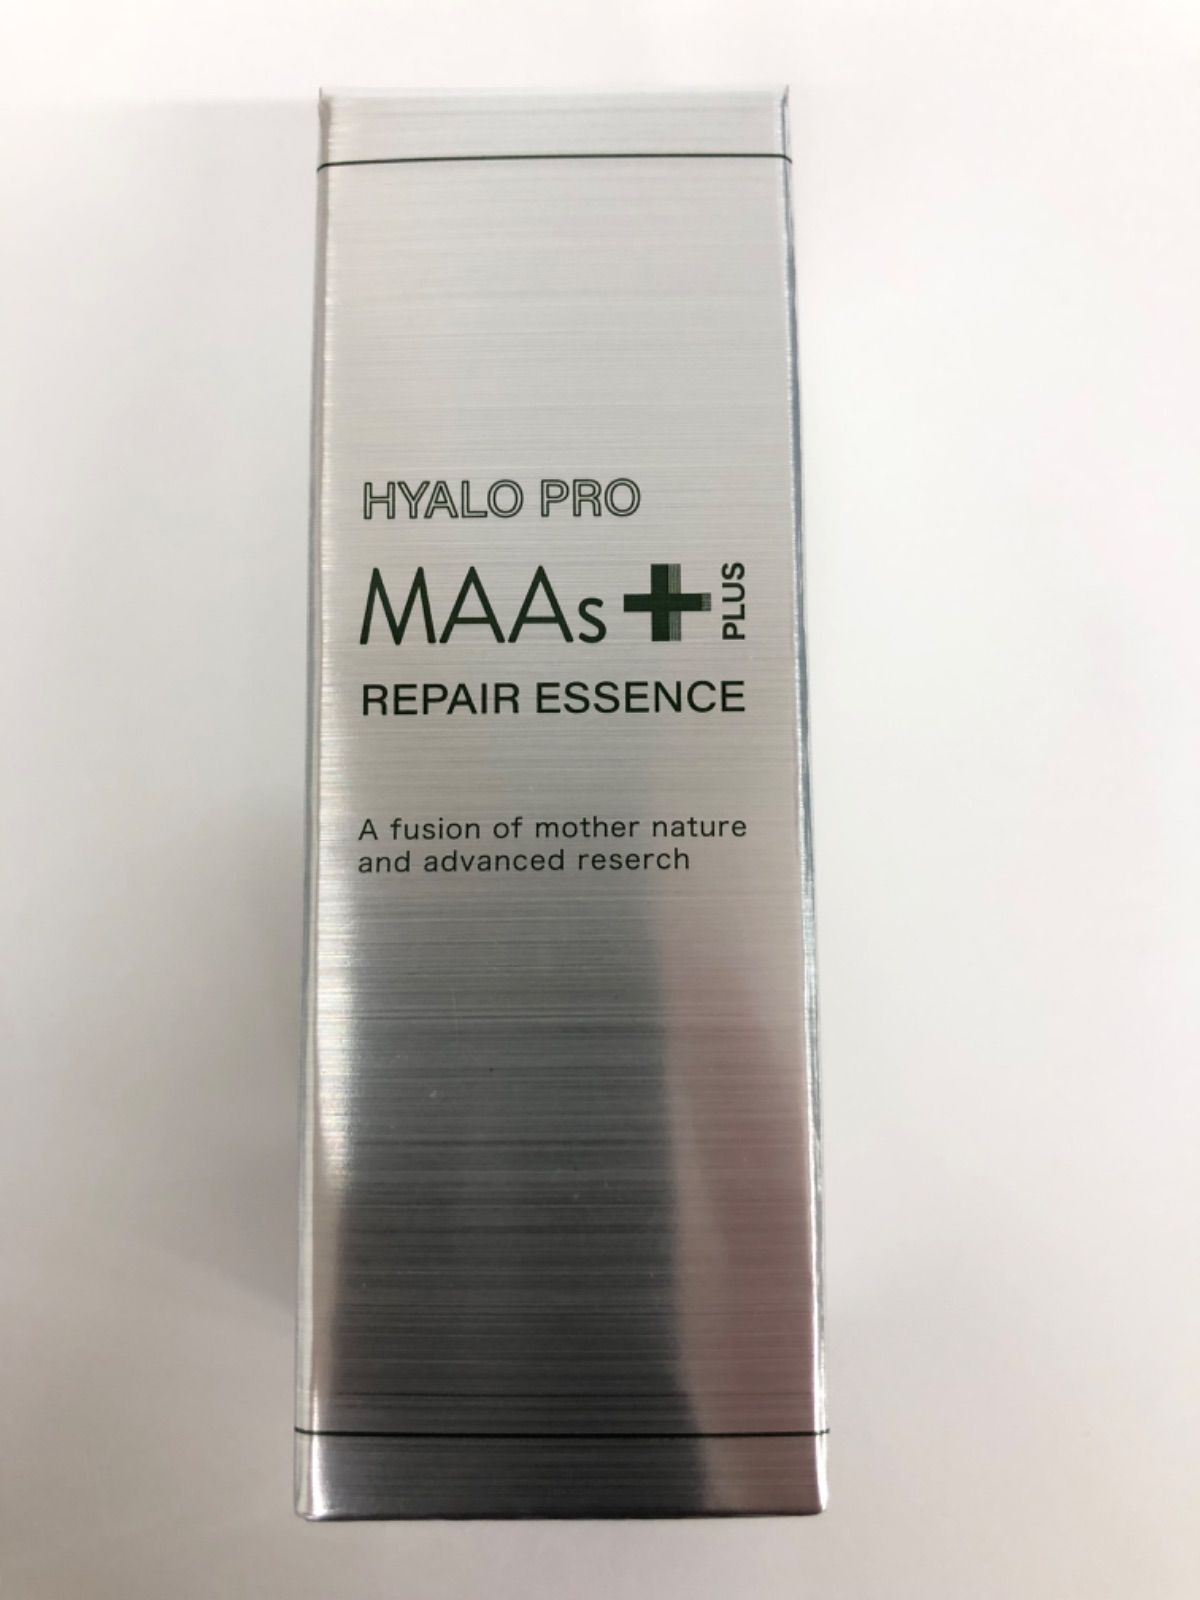 HYALO PRO
MAAs + PLUS
REPAIR ESSENCE
A fusion of mother nature
and advanced reserch